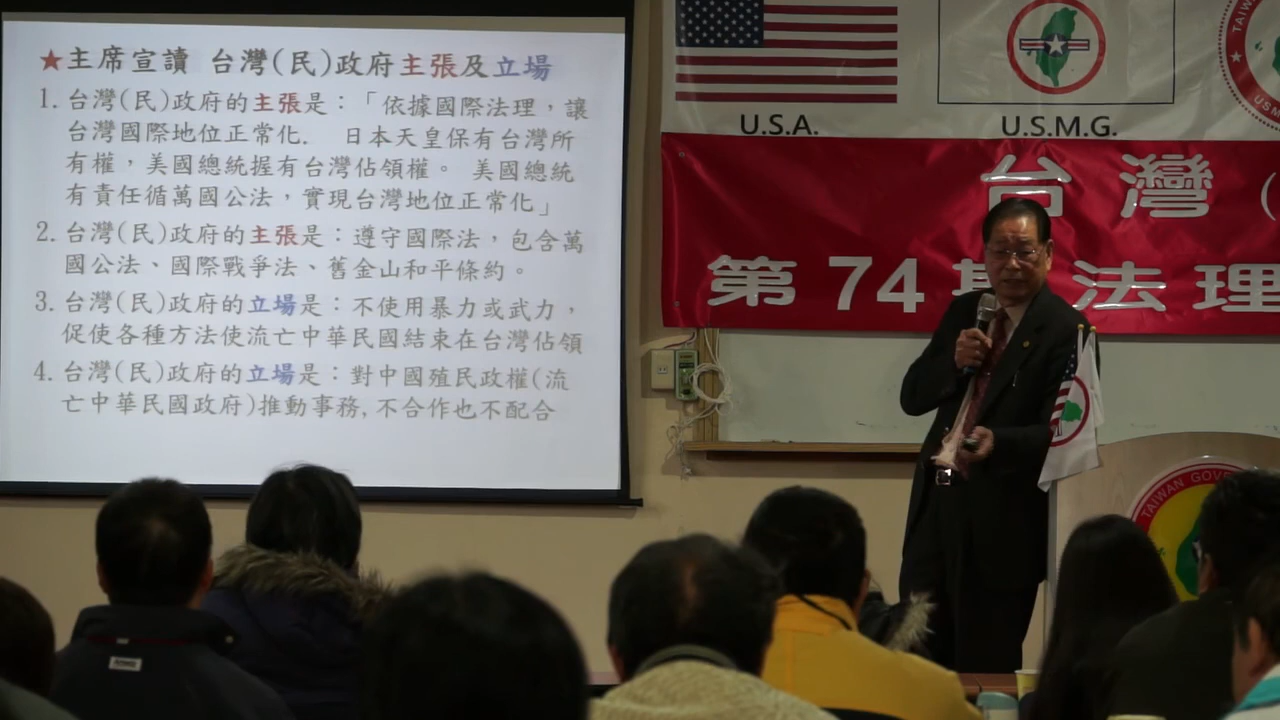 ★主席宣讀 台灣(民)政府主張及立場
1. 台灣(民)政府的主張是：「依據國際法理，讓
台灣國際地位正常化. 日本天皇保有台灣所
有權，美國總統握有台灣佔領權。 美國總統
有責任循萬國公法，實現台灣地位正常化」
2. 台灣(民)政府的主張是：遵守國際法，包含萬
國公法、國際戰爭法、舊金山和平條約。
3. 台灣(民)政府的立場是：不使用暴力或武力，
促使各種方法使流亡中華民國結束在台灣佔領
4. 台灣(民)政府的立場是：對中國殖民政權(流
亡中華民國政府)推動事務, 不合作也不配合
U.S.A.
U.S.M.G.
台灣(
第74期法理
TAIWAN GOVE